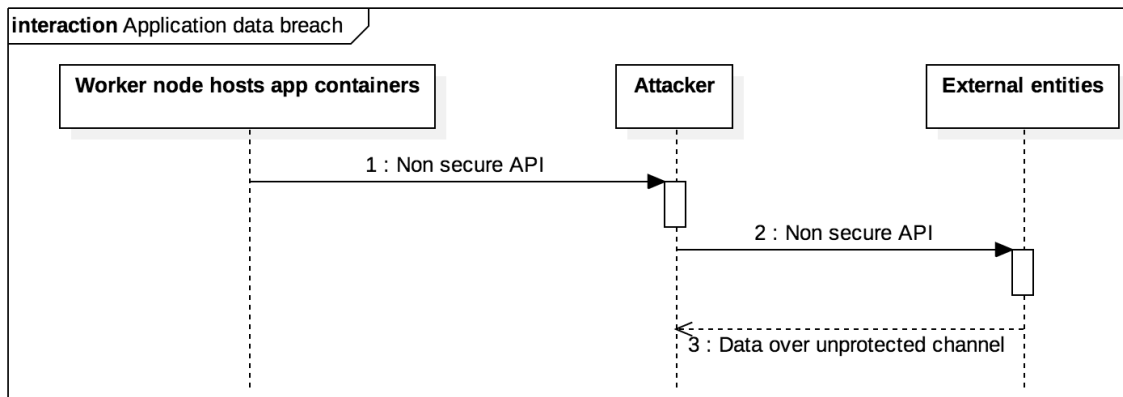 interaction Application data breach
Worker node hosts app containers
Attacker
External entities
1 : Non secure API
2 : Non secure API
3 : Data over unprotected channel